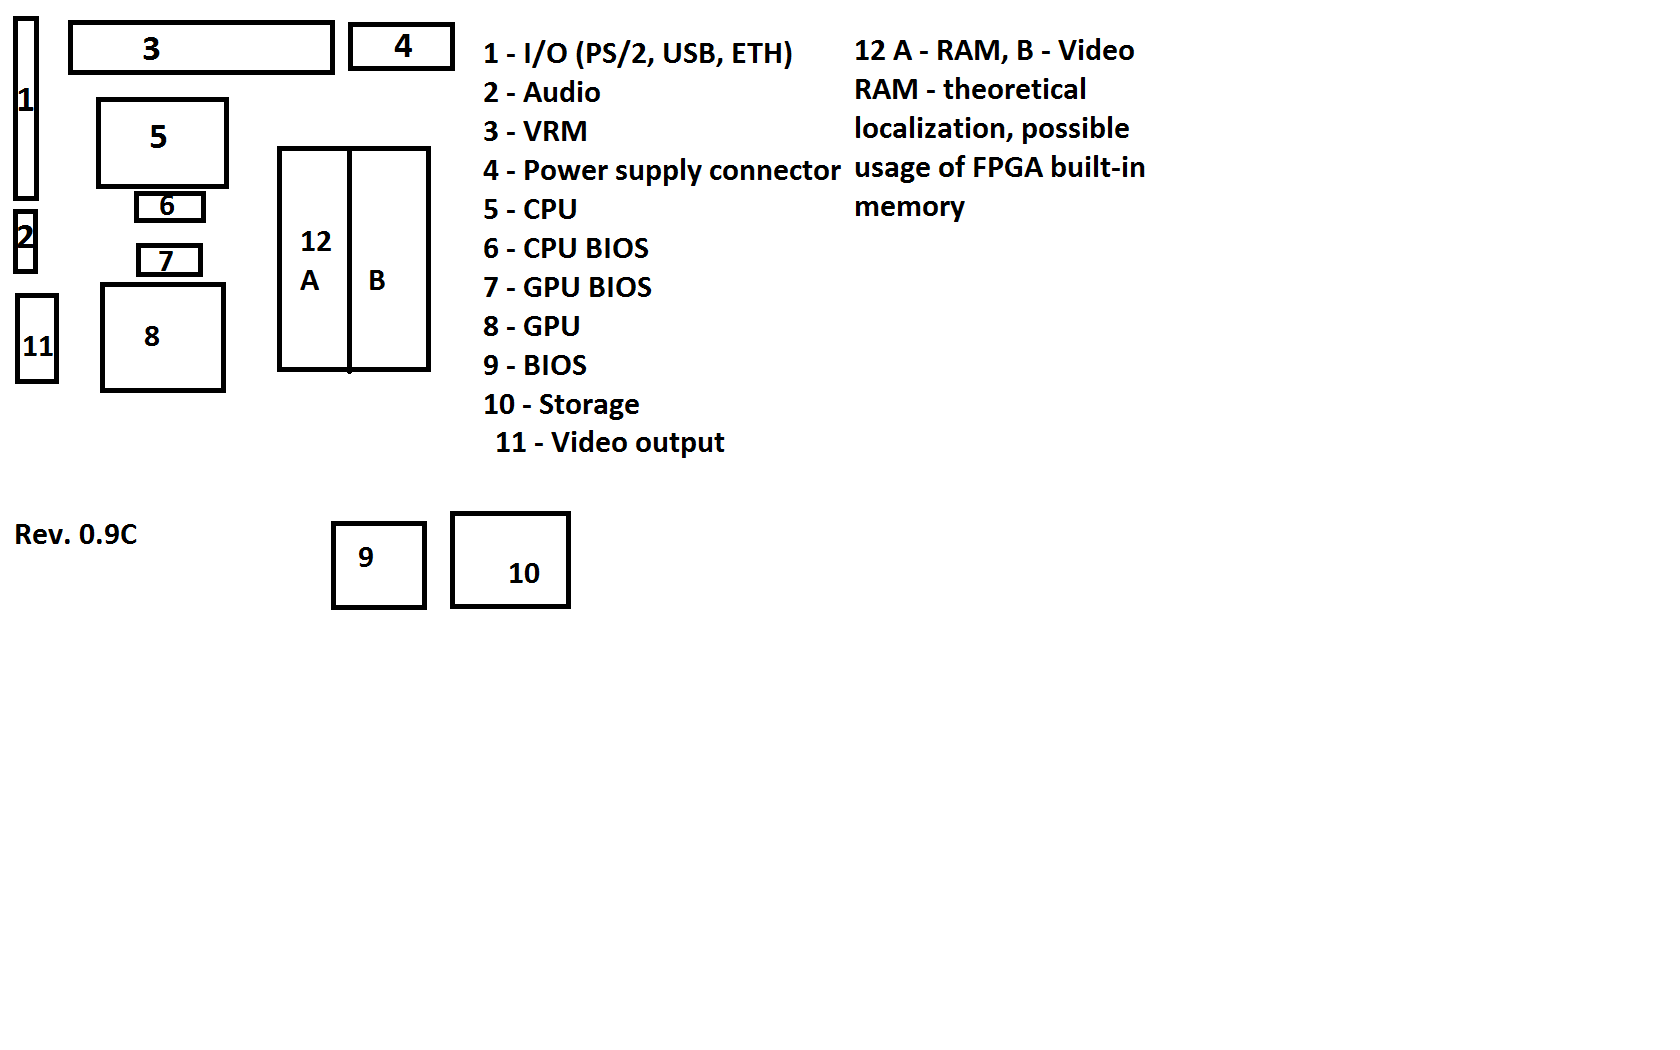 3
4
1
5
6
2
7
12
A
B
11
8
1 - I/O (PS/2, USB, ETH)
2 - Audio
3 - VRM
4 - Power supply connector
5 - CPU
6 - CPU BIOS
7 - GPU BIOS
8 - GPU
9 - BIOS
10 - Storage
11 - Video output
12 A - RAM, B - Video
RAM - theoretical
localization, possible
usage of FPGA built-in
memory
Rev. 0.9C
9
10